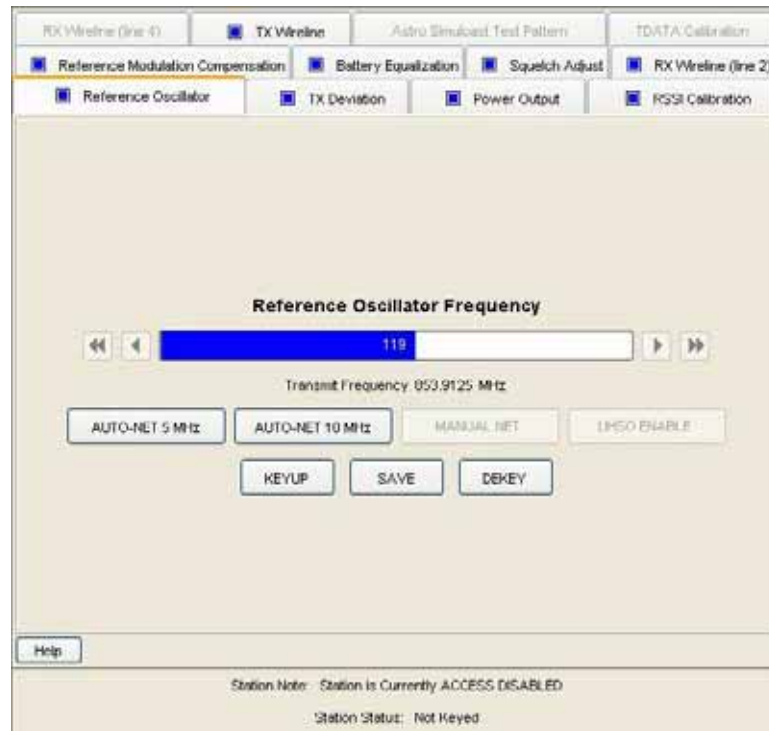 RX Wireline (line 4) TX Wireline Astro Simulcast Test Pattern TDATA Calibration
Reference Modulation Compensation Battery Equalization Squelch Adjust RX Wireline (line 2)
Reference Oscillator TX Deviation Power Output RSSI Calibration
Reference Oscillator Frequency
119
Transmit Frequency 853.9125 MHz
AUTO-NET 5 MHz AUTO-NET 10 MHz MANUAL NET UHSO ENABLE
KEYUP SAVE DEKEY
Help
Station Note: Station is Currently ACCESS DISABLED
Station Status: Not Keyed